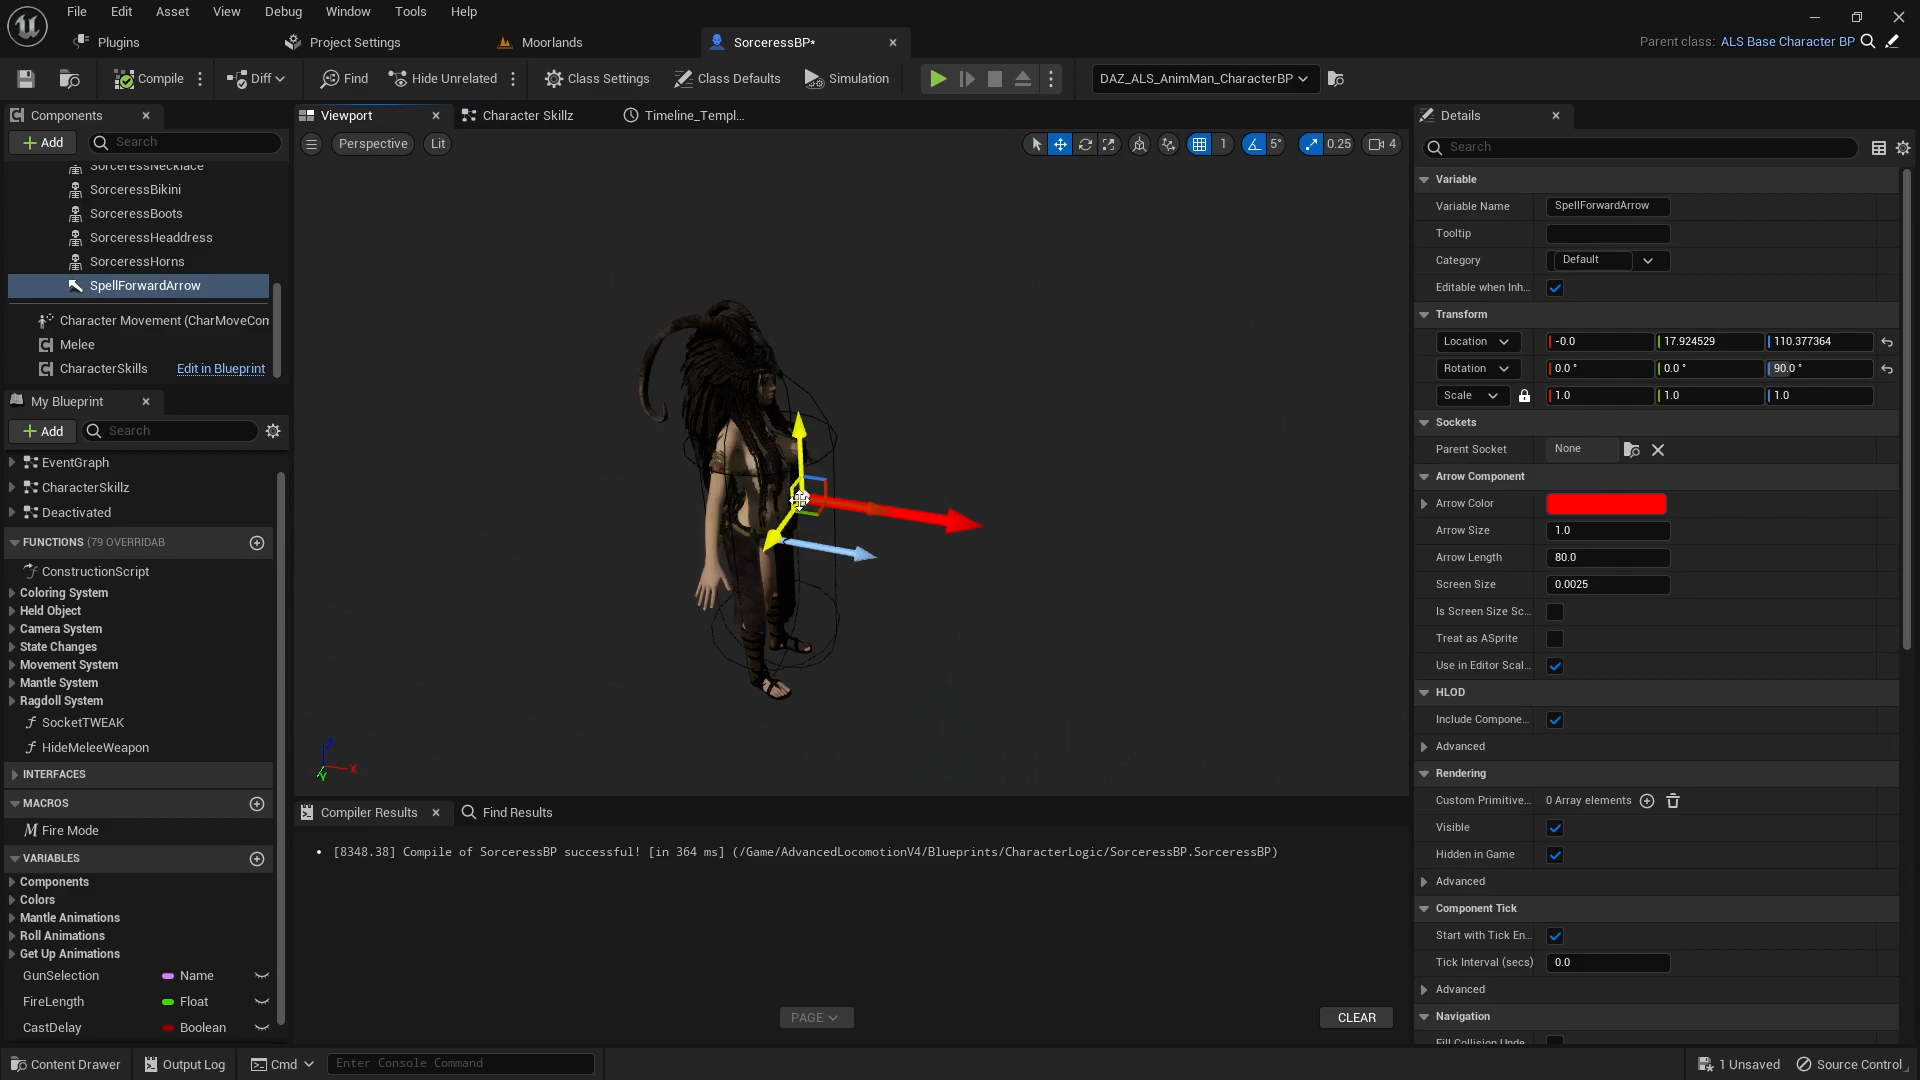 File Edit Asset View Debug Window Tools Help
Plugins Project Settings Moorlands SorceressBP*
Parent class: ALS Base Character BP
Compile Diff Find Hide Unrelated Class Settings Class Defaults Simulation DAZ_ALS_AnimMan_CharacterBP
Components
Add Search
SorceressNecklace
SorceressBikini
SorceressBoots
SorceressHeaddress
SorceressHorns
SpellForwardArrow
Character Movement (CharMoveCom
Melee
CharacterSkills Edit in Blueprint
My Blueprint
Add Search
EventGraph
CharacterSkillz
Deactivated
FUNCTIONS (79 OVERRIDAB
ConstructionScript
Coloring System
Held Object
Camera System
State Changes
Movement System
Mantle System
Ragdoll System
SocketTWEAK
HideMeleeWeapon
INTERFACES
MACROS
Fire Mode
VARIABLES
Components
Colors
Mantle Animations
Roll Animations
Get Up Animations
GunSelection Name
FireLength Float
CastDelay Boolean
Viewport Character Skillz Timeline_Templ...
Perspective Lit 1 5° 0.25 4
Z
X
Y
Compiler Results Find Results
• [8348.38] Compile of SorceressBP successful! [in 364 ms] (/Game/AdvancedLocomotionV4/Blueprints/CharacterLogic/SorceressBP.SorceressBP)
PAGE CLEAR
Details
Search
Variable
Variable Name SpellForwardArrow
Tooltip
Category Default
Editable when Inh...
Transform
Location -0.0 17.924529 110.377364
Rotation 0.0 ° 0.0 ° 90.0 °
Scale 1.0 1.0 1.0
Sockets
Parent Socket None
Arrow Component
Arrow Color
Arrow Size 1.0
Arrow Length 80.0
Screen Size 0.0025
Is Screen Size Sc...
Treat as ASprite
Use in Editor Scal...
HLOD
Include Compone...
Advanced
Rendering
Custom Primitive... 0 Array elements
Visible
Hidden in Game
Advanced
Component Tick
Start with Tick En...
Tick Interval (secs) 0.0
Advanced
Navigation
Fill Collision Unde
Content Drawer Output Log Cmd Enter Console Command 1 Unsaved Source Control